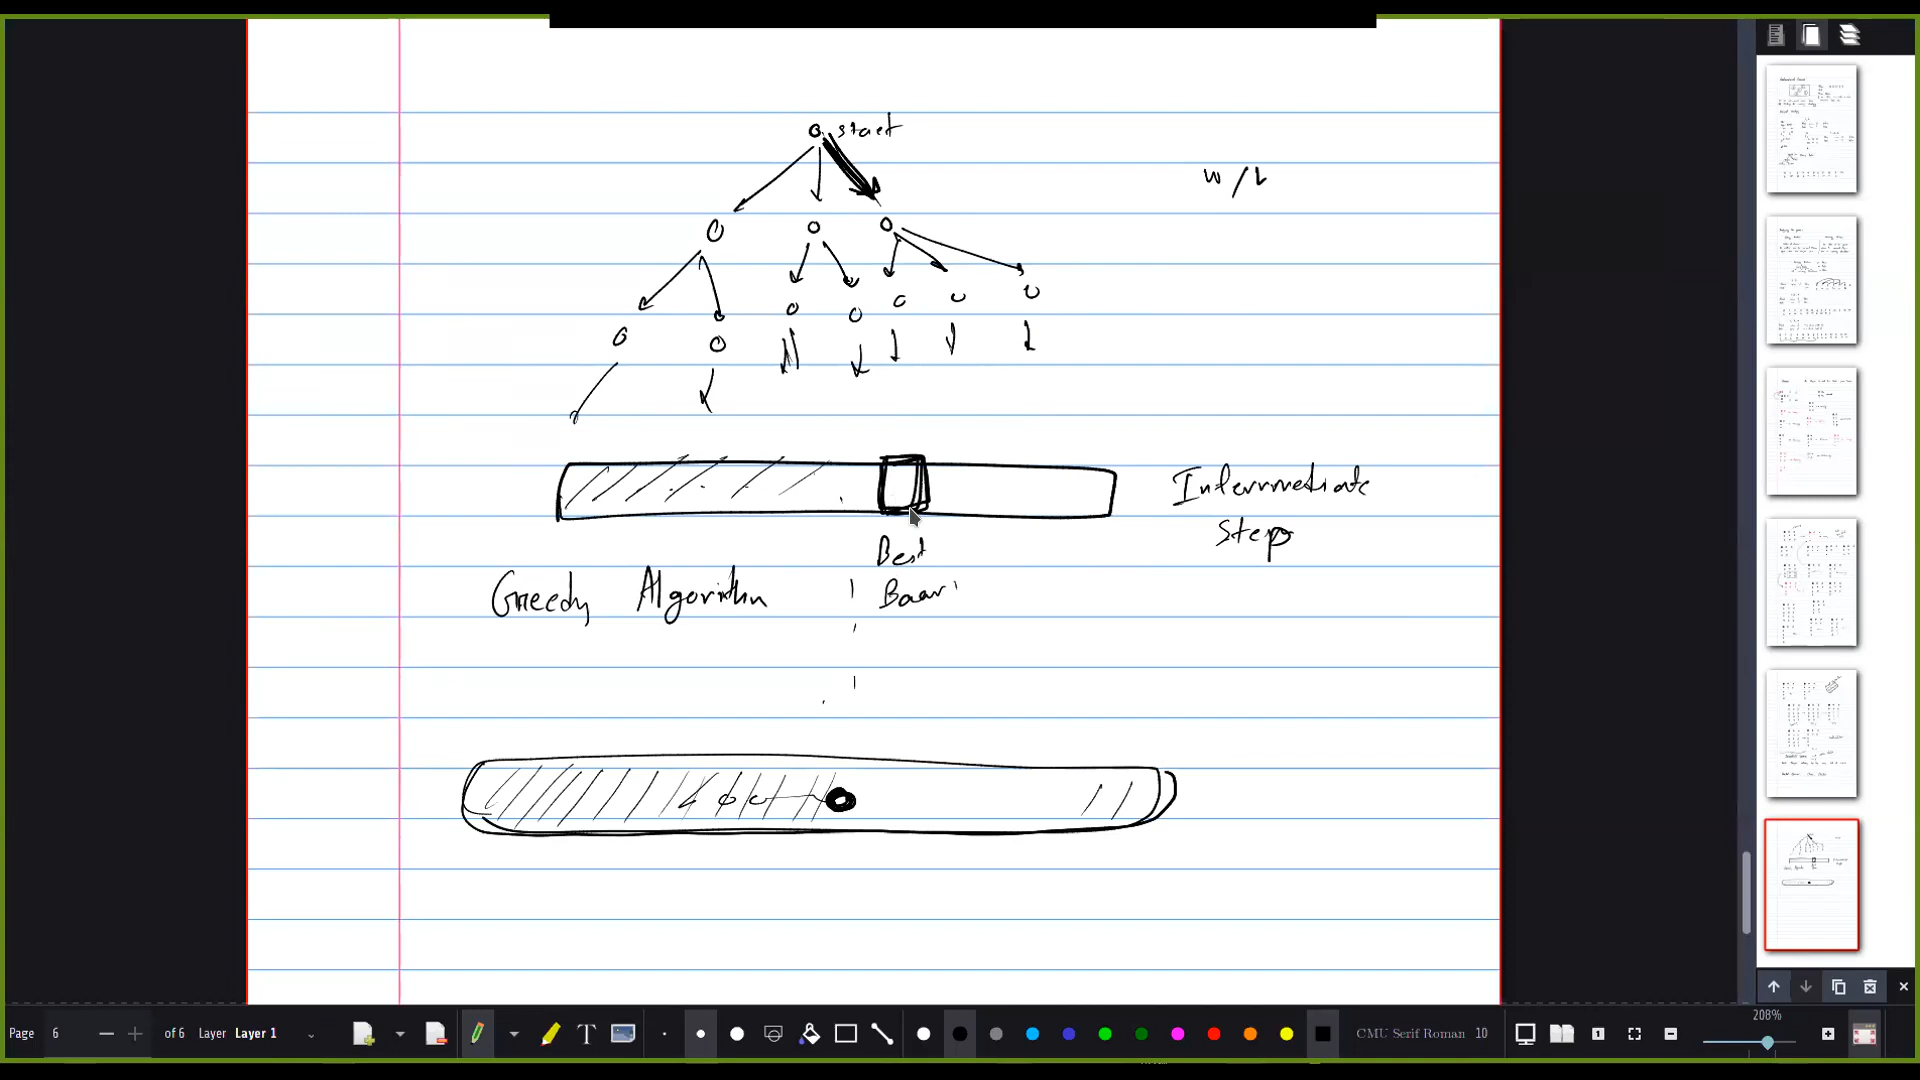 start
w/L
Intermediate
Steps
Best
Greedy Algorithm
Page 6 of 6 Layer Layer 1
CMU Serif Roman 10
208%